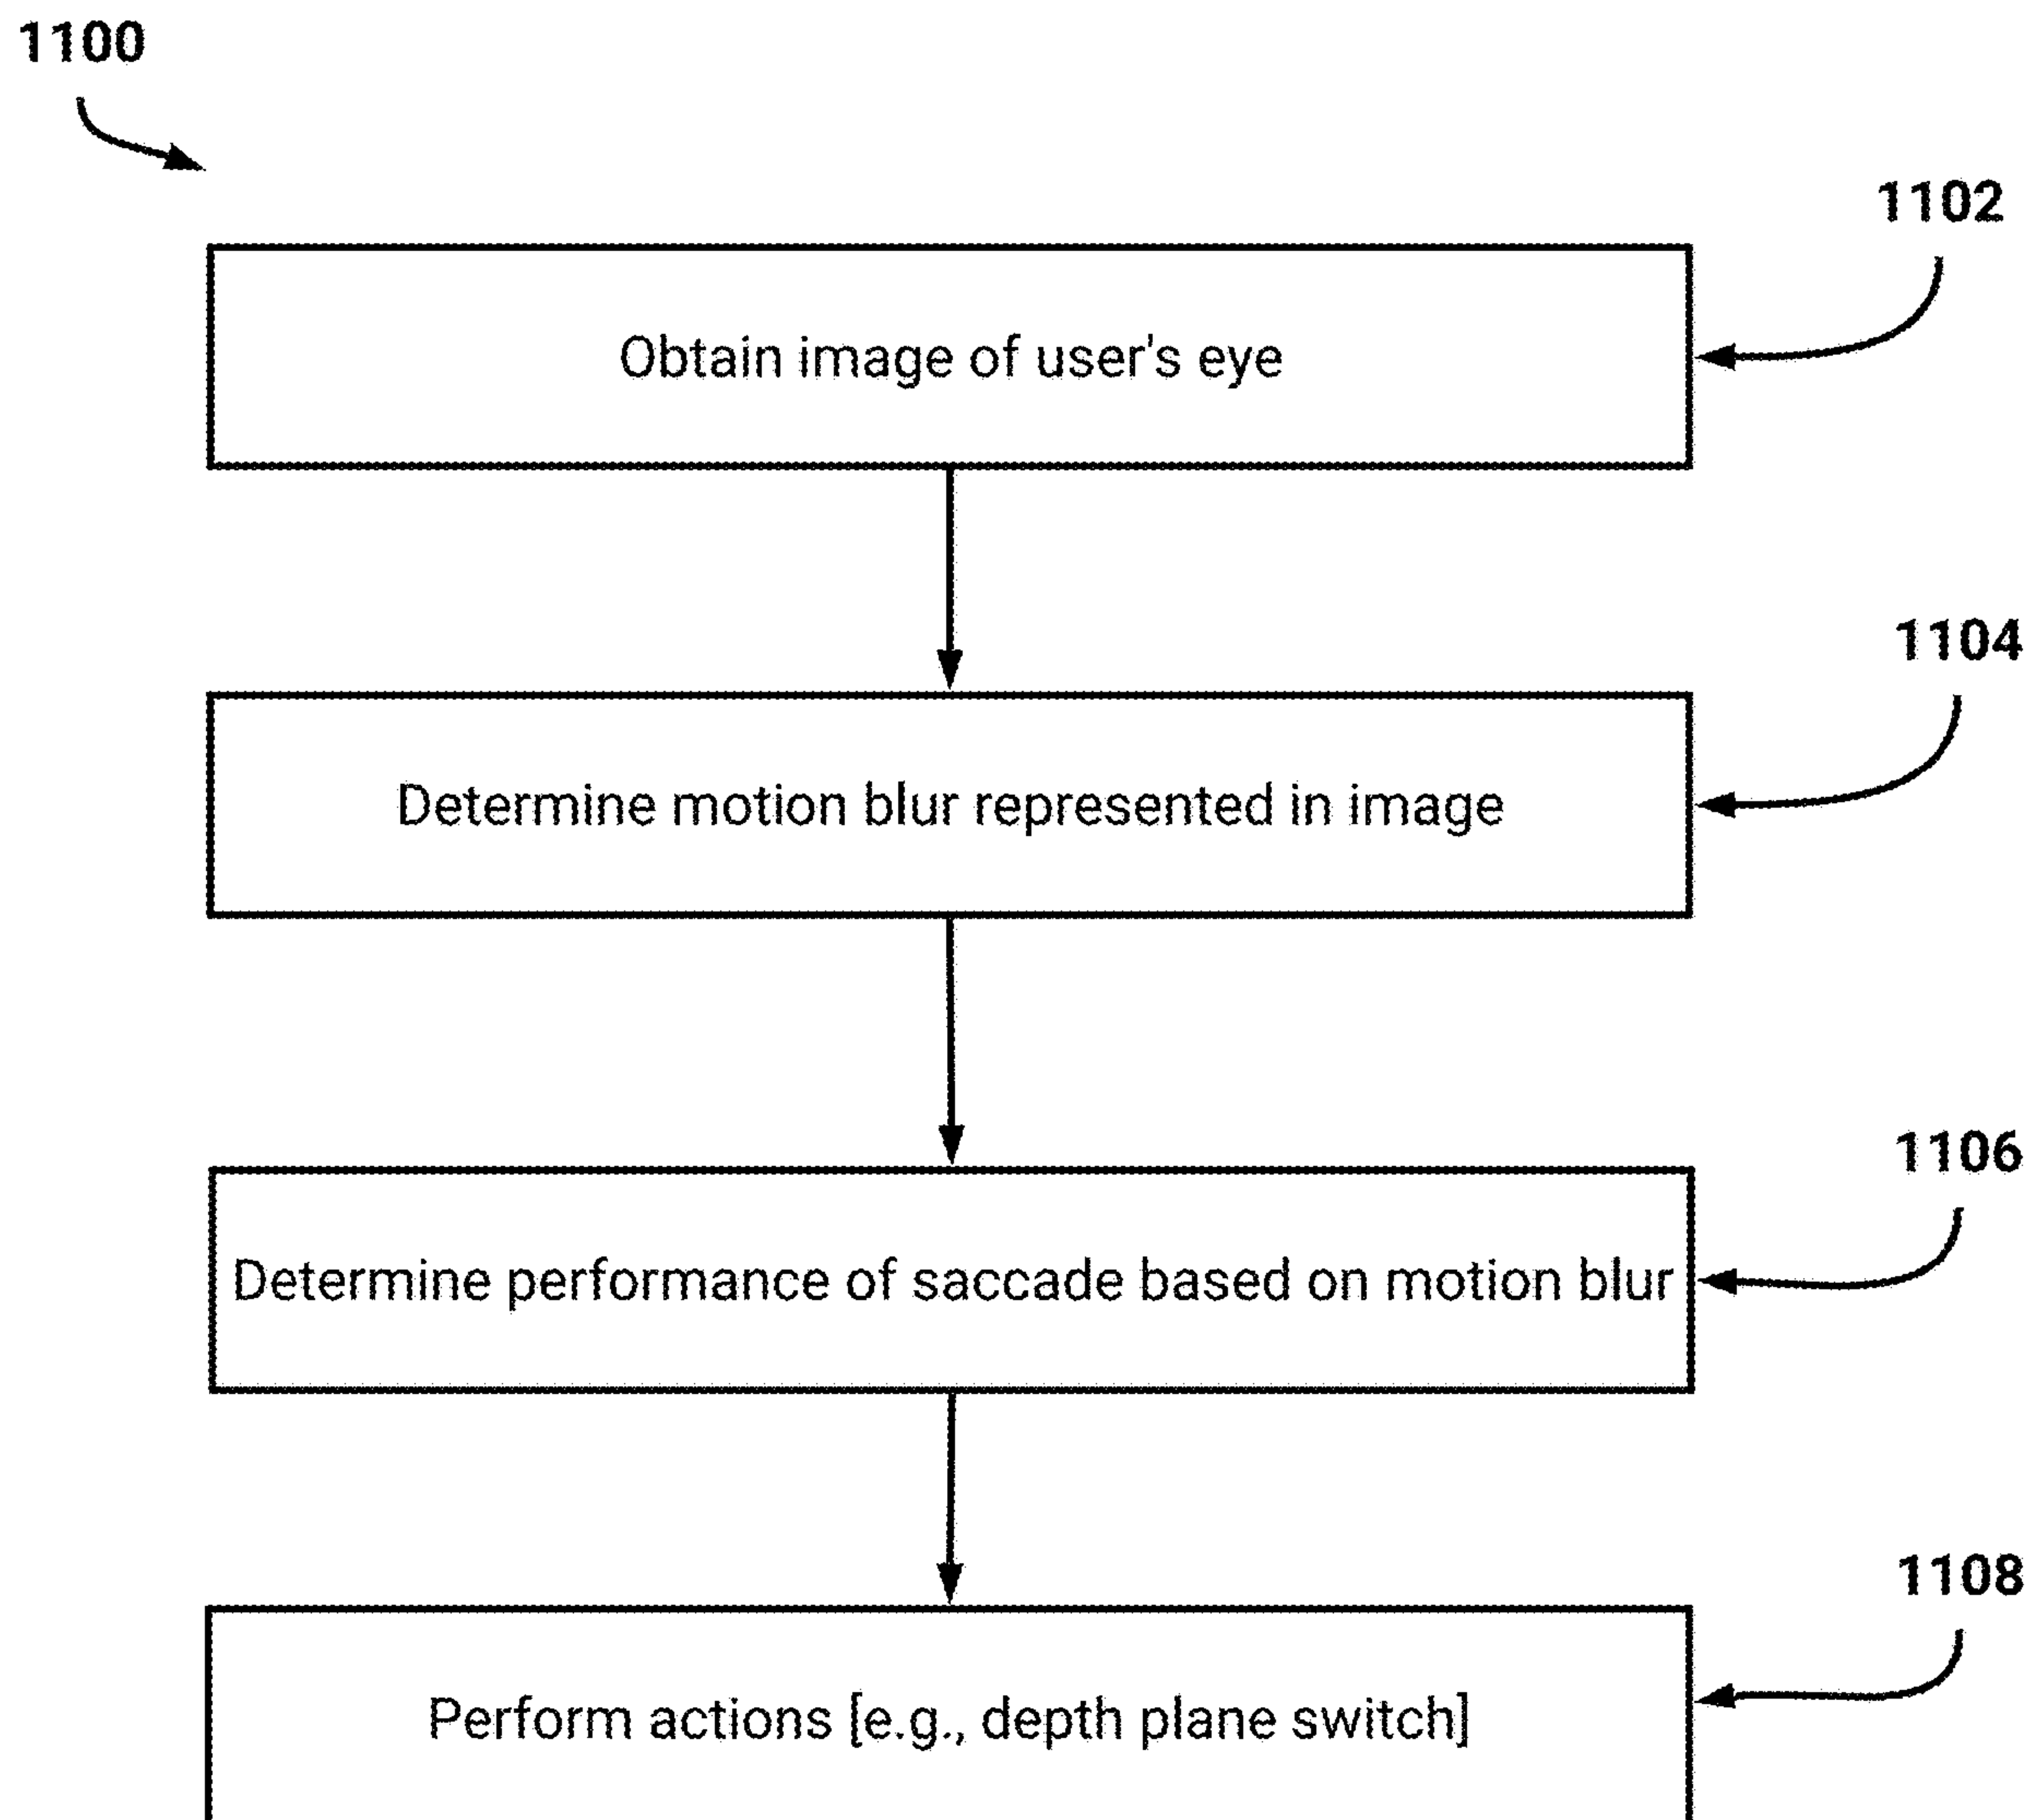 1100
1102
Obtain image of user's eye
1104
Determine motion blur represented in image
1106
Determine performance of saccade based on motion blur
1108
Perform actions [e.g., depth plane switch]